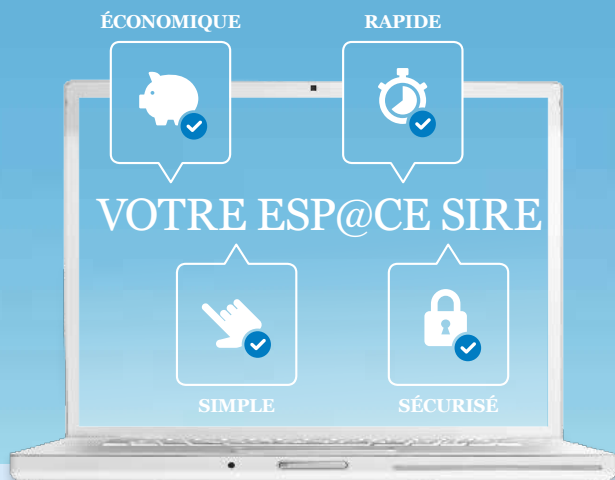 ÉCONOMIQUE
RAPIDE
VOTRE ESP@CE SIRE
SIMPLE
SÉCURISÉ